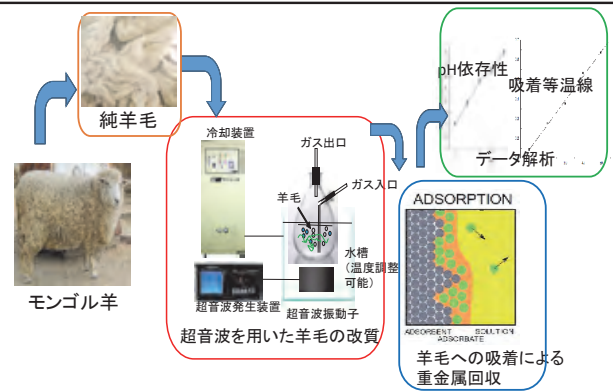 純羊毛
モンゴル羊
冷却装置
ガス出口
ガス入口
羊毛
水槽
（温度調整
可能）
超音波発生装置
超音波振動子
超音波を用いた羊毛の改質
pH依存性
吸着等温線
データ解析
ADSORPTION
ADSORBENT
SOLUTION
ADSORBATE
羊毛への吸着による
重金属回収